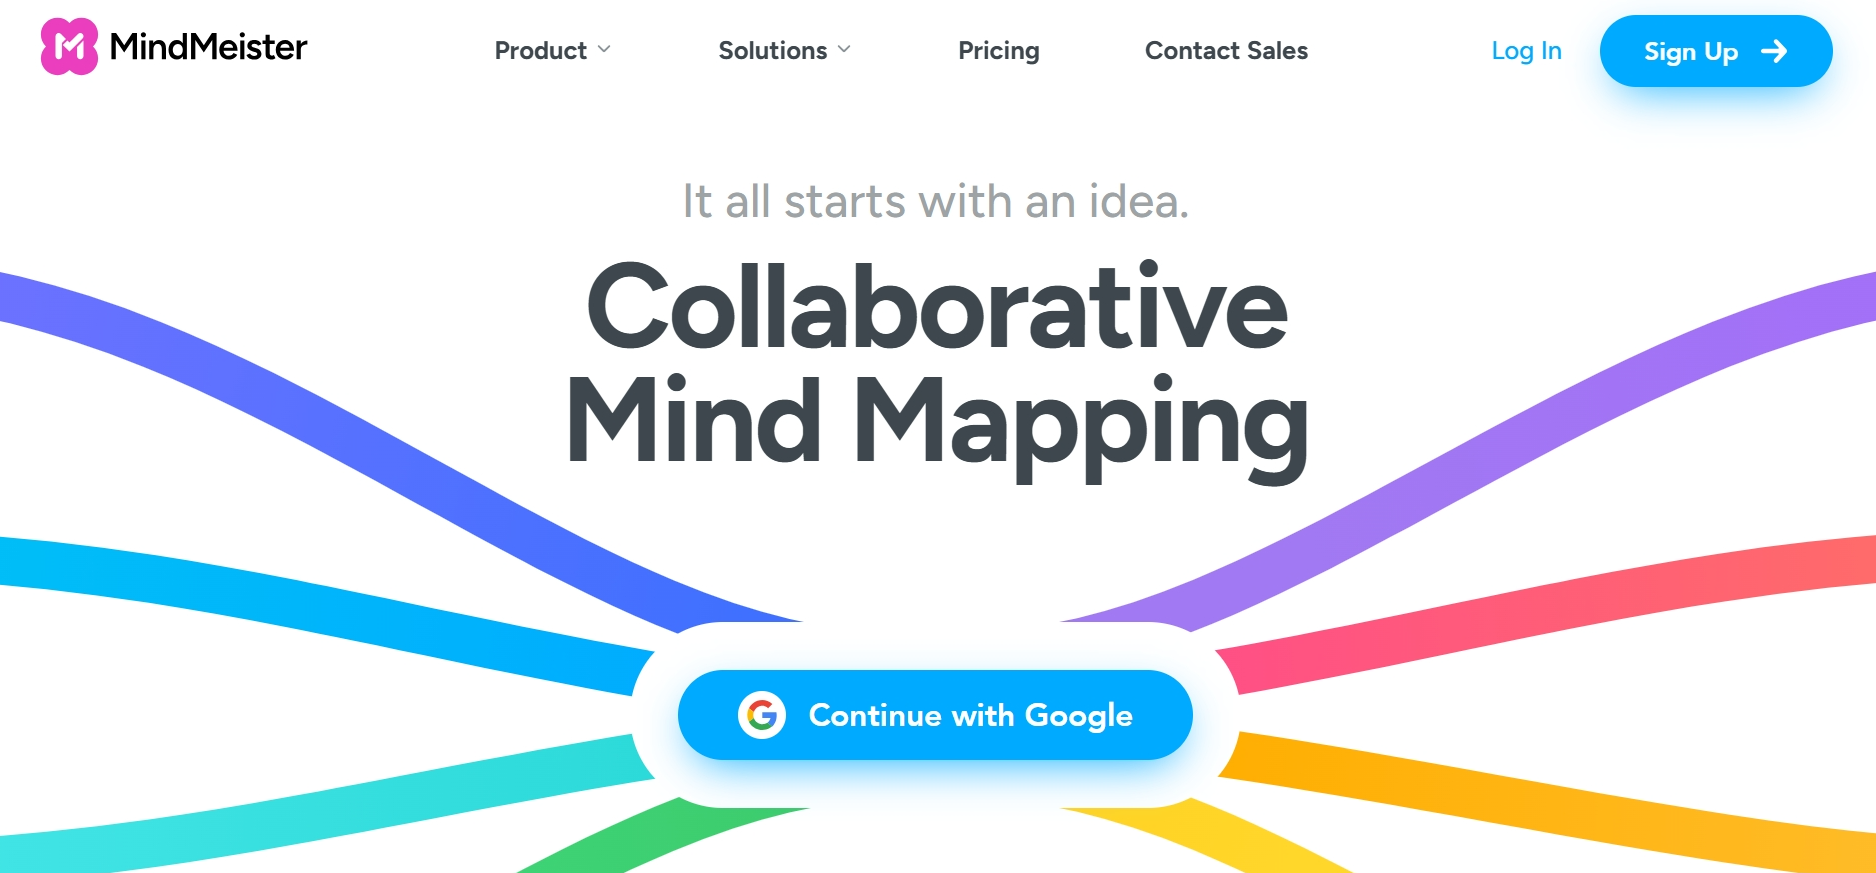 MindMeister
Product
Solutions
Pricing
Contact Sales
Log In
Sign Up
It all starts with an idea.
Collaborative
Mind Mapping
Continue with Google